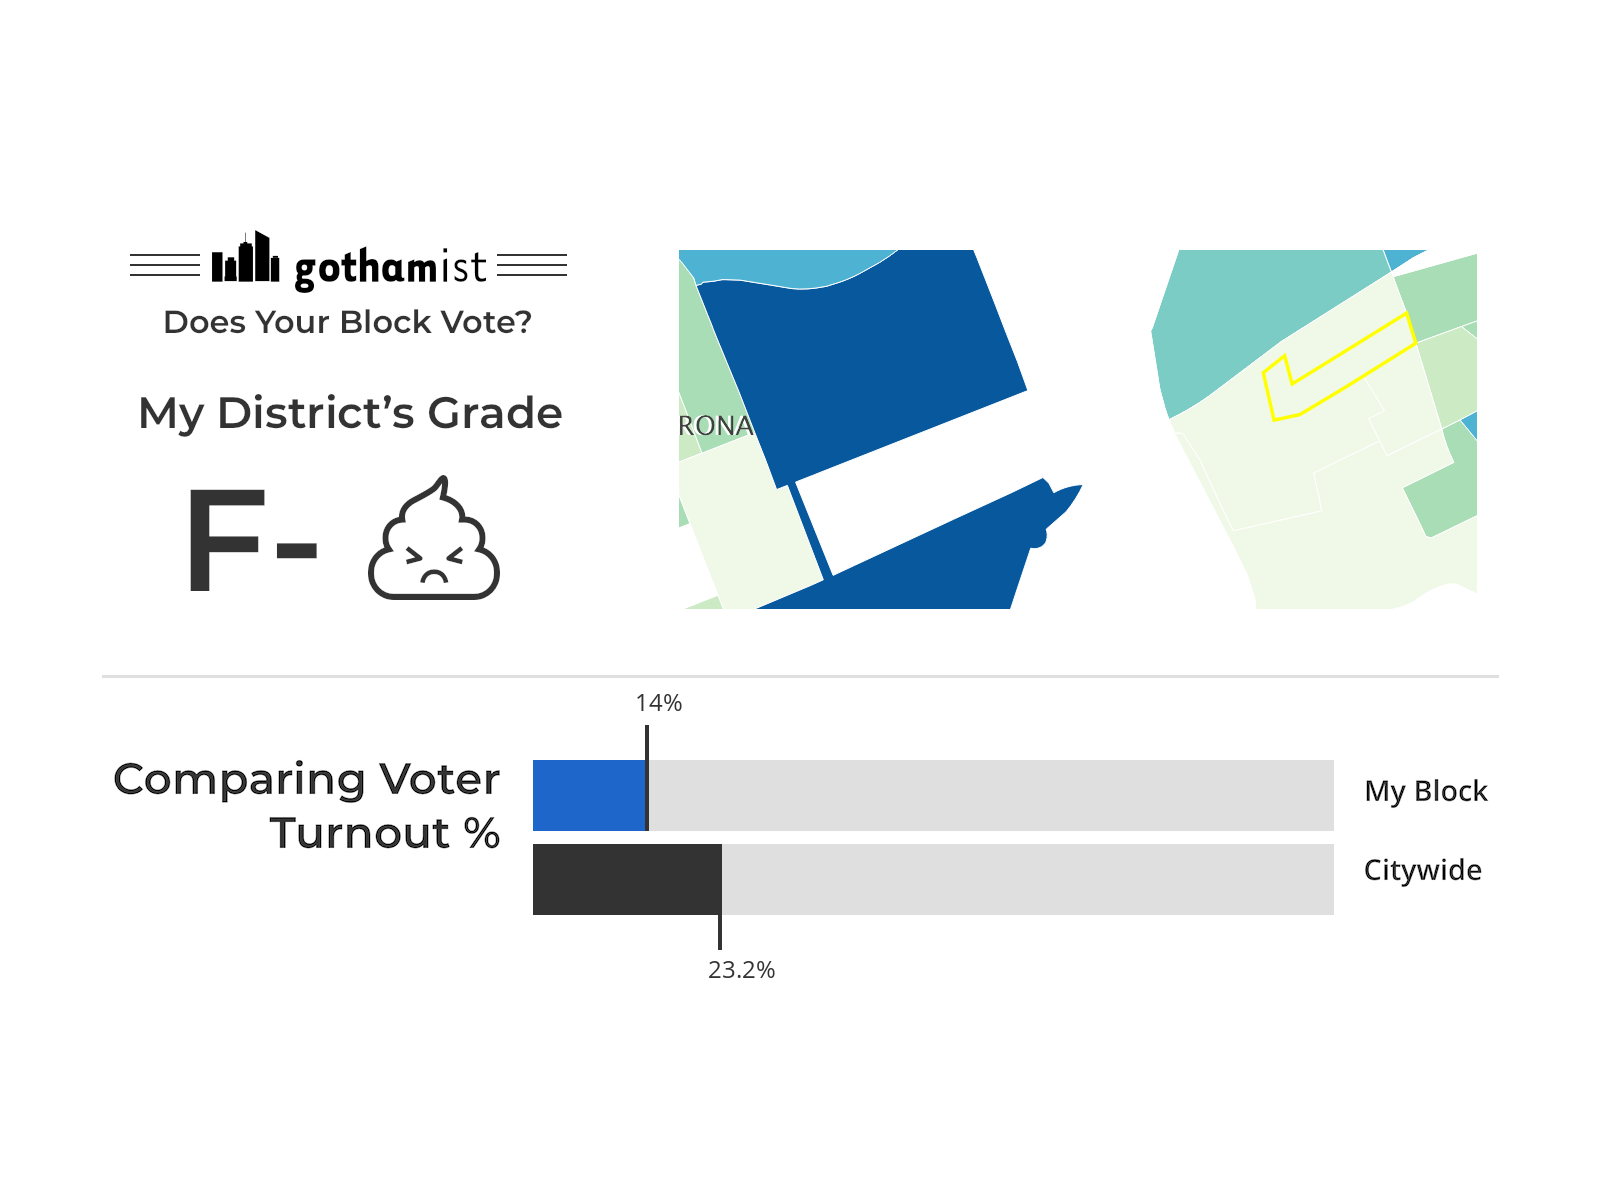 gothamist
Does Your Block Vote?
My District’s Grade
F-
RONA
14%
Comparing Voter
Turnout %
My Block
Citywide
23.2%